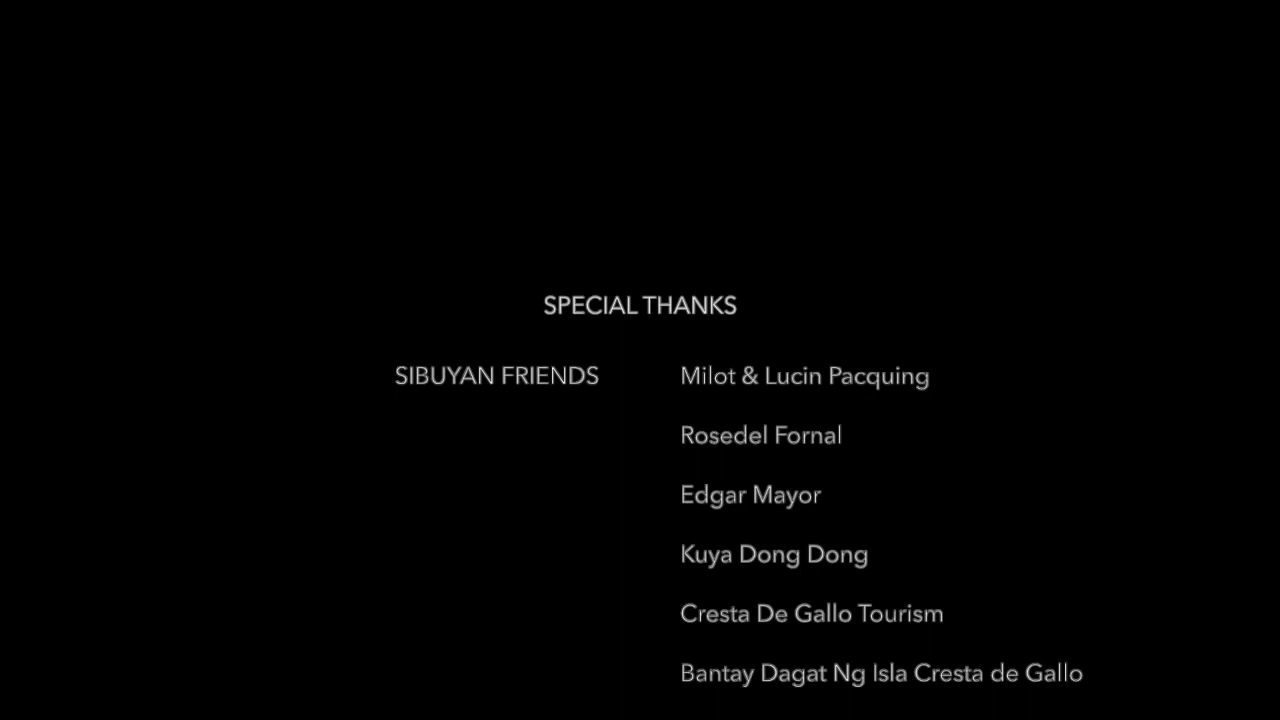 SPECIAL THANKS
SIBUYAN FRIENDS Milot & Lucin Pacquing
Rosedel Fornal
Edgar Mayor
Kuya Dong Dong
Cresta De Gallo Tourism
Bantay Dagat Ng Isla Cresta de Gallo